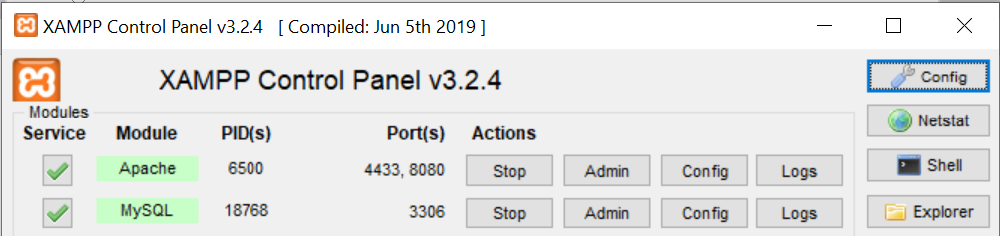 XAMPP Control Panel v3.2.4 [ Compiled: Jun 5th 2019 ]
XAMPP Control Panel v3.2.4 Config
Modules
Service Module PID(s) Port(s) Actions Netstat
Apache 6500 4433, 8080 Stop Admin Config Logs Shell
MySQL 18768 3306 Stop Admin Config Logs Explorer